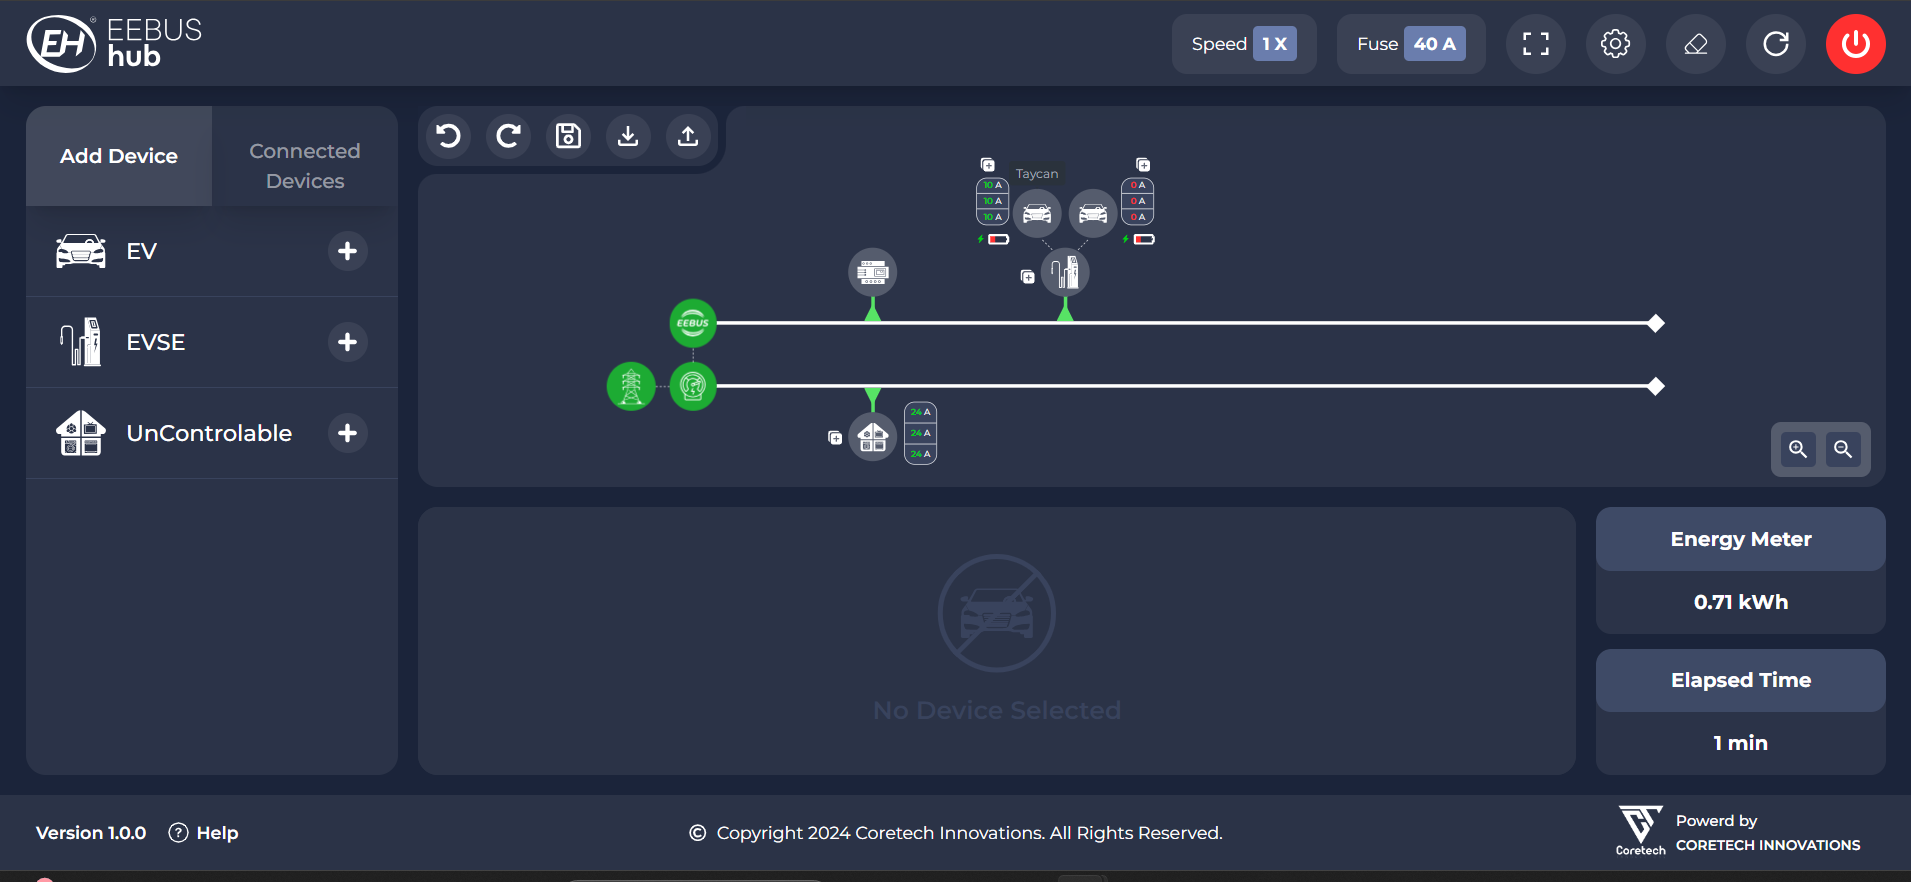 EH
®
EEBUS
hub
Speed 1 X
Fuse 40 A
Add Device
Connected
Devices
EV
EVSE
UnControlable
Taycan
10 A
10 A
10 A
0 A
0 A
0 A
EEBUS
24 A
24 A
24 A
No Device Selected
Energy Meter
0.71 kWh
Elapsed Time
1 min
Version 1.0.0
? Help
© Copyright 2024 Coretech Innovations. All Rights Reserved.
Coretech
Powerd by
CORETECH INNOVATIONS